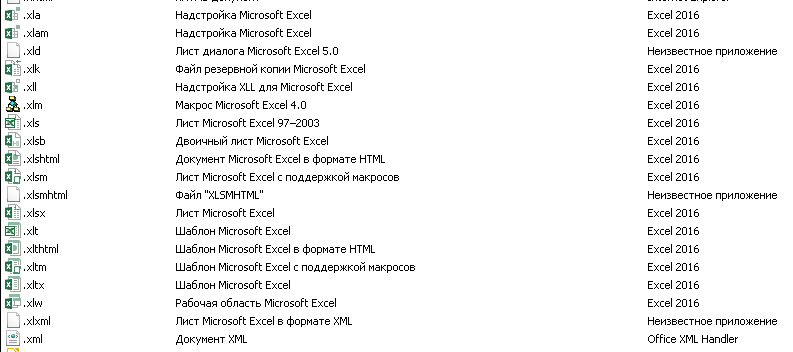 .xla Надстройка Microsoft Excel Excel 2016
.xlam Надстройка Microsoft Excel Excel 2016
.xld Лист диалога Microsoft Excel 5.0 Неизвестное приложение
.xlk Файл резервной копии Microsoft Excel Excel 2016
.xll Надстройка XLL для Microsoft Excel Excel 2016
.xlm Макрос Microsoft Excel 4.0 Excel 2016
.xls Лист Microsoft Excel 97–2003 Excel 2016
.xlsb Двоичный лист Microsoft Excel Excel 2016
.xlshtml Документ Microsoft Excel в формате HTML Excel 2016
.xlsm Лист Microsoft Excel с поддержкой макросов Excel 2016
.xlsmhtml Файл "XLSMHTML" Неизвестное приложение
.xlsx Лист Microsoft Excel Excel 2016
.xlt Шаблон Microsoft Excel Excel 2016
.xlthtml Шаблон Microsoft Excel в формате HTML Excel 2016
.xltm Шаблон Microsoft Excel с поддержкой макросов Excel 2016
.xltx Шаблон Microsoft Excel Excel 2016
.xlw Рабочая область Microsoft Excel Excel 2016
.xlxml Лист Microsoft Excel в формате XML Неизвестное приложение
.xml Документ XML Office XML Handler